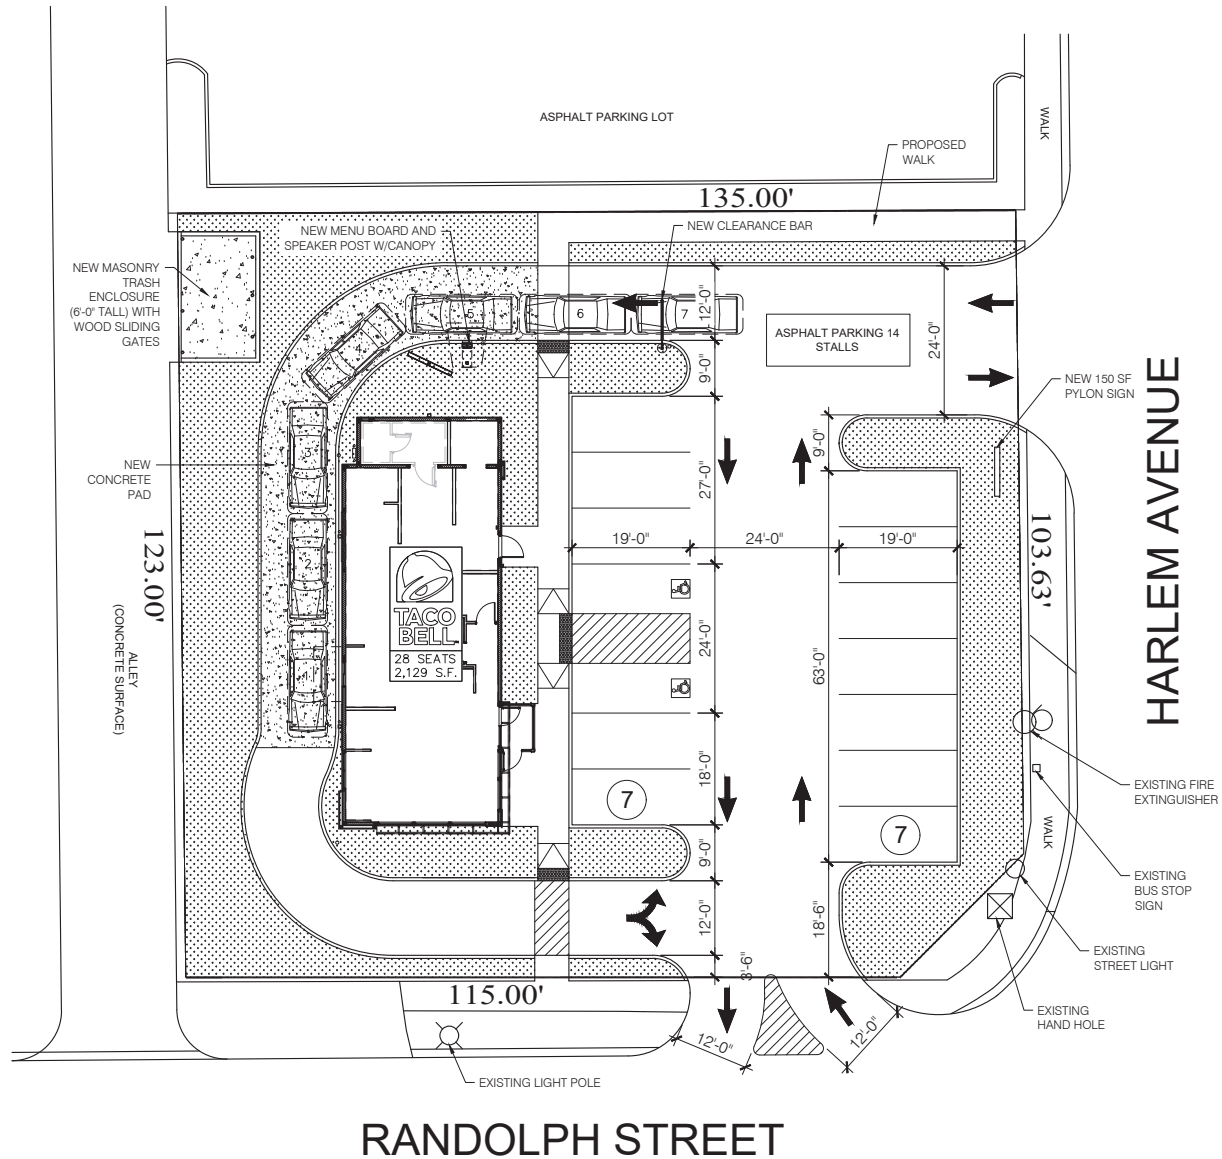 ASPHALT PARKING LOT
WALK
PROPOSED
WALK
135.00'
NEW MENU BOARD AND
SPEAKER POST W/CANOPY
NEW CLEARANCE BAR
NEW MASONRY
TRASH
ENCLOSURE
(6'-0" TALL) WITH
WOOD SLIDING
GATES
5
6
7
12'-0"
ASPHALT PARKING 14
STALLS
24'-0"
4
9'-0"
NEW 150 SF
PYLON SIGN
9'-0"
3
NEW
CONCRETE
PAD
27'-0"
HARLEM AVENUE
123.00'
103.63'
19'-0"
24'-0"
19'-0"
2
TACO
BELL
28 SEATS
2,129 S.F.
24'-0"
63'-0"
1
ALLEY
(CONCRETE SURFACE)
18'-0"
7
7
EXISTING FIRE
EXTINGUISHER
WALK
9'-0"
EXISTING
BUS STOP
SIGN
12'-0"
18'-6"
EXISTING
STREET LIGHT
3'-6"
115.00'
EXISTING
HAND HOLE
12'-0"
12'-0"
EXISTING LIGHT POLE
RANDOLPH STREET